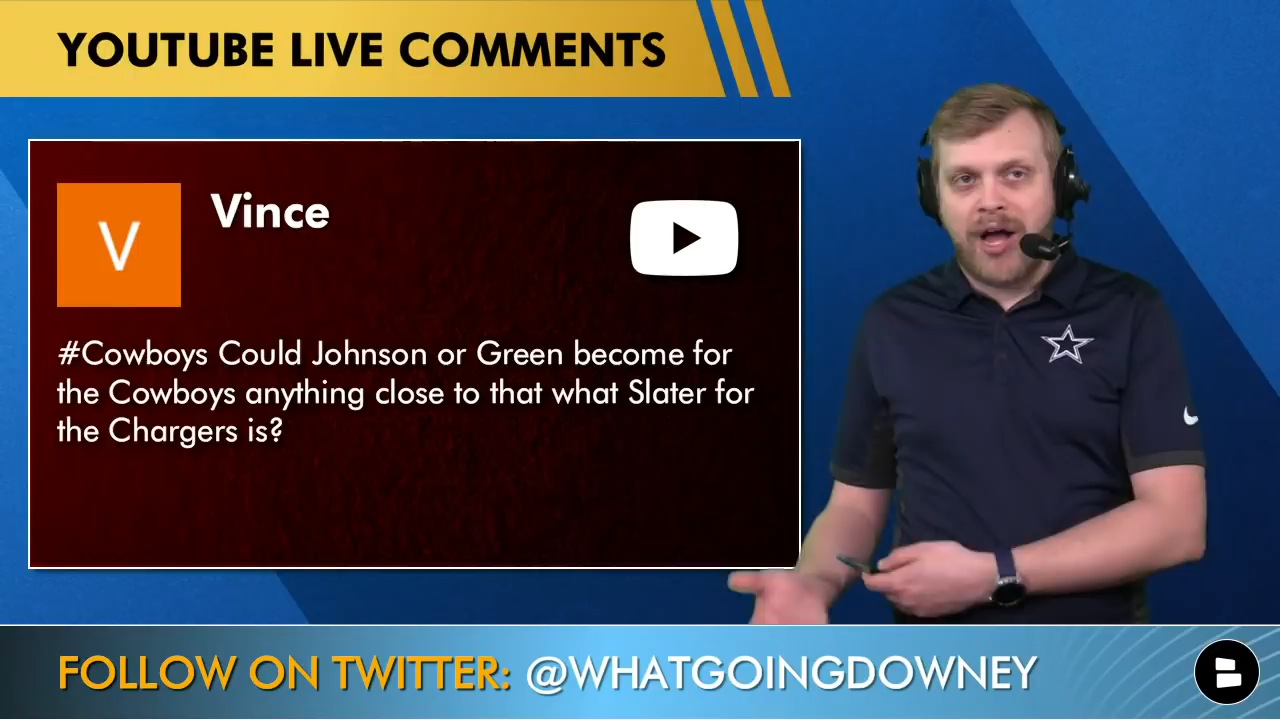 YOUTUBE LIVE COMMENTS
V
Vince
#Cowboys Could Johnson or Green become for
the Cowboys anything close to that what Slater for
the Chargers is?
FOLLOW ON TWITTER: @WHATGOINGDOWNEY